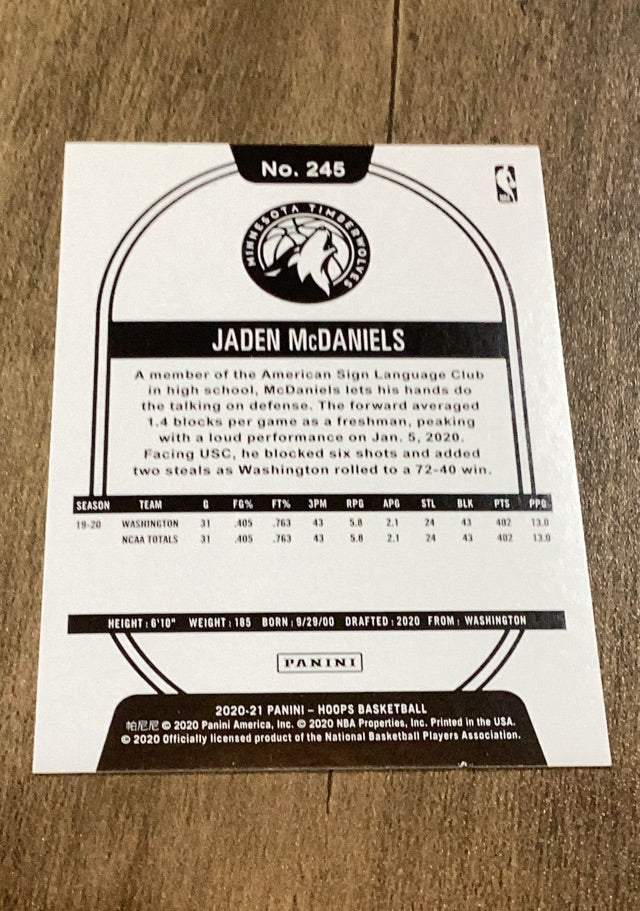 No. 245
MINNESOTA TIMBERWOLVES
JADEN McDANIELS
A member of the American Sign Language Club
in high school, McDaniels lets his hands do
the talking on defense. The forward averaged
1.4 blocks per game as a freshman, peaking
with a loud performance on Jan. 5, 2020.
Facing USC, he blocked six shots and added
two steals as Washington rolled to a 72-40 win.
SEASON TEAM G FG% FT% 3PM RPG APG STL BLK PTS PPG
19-20 WASHINGTON 31 .405 .763 43 5.8 2.1 24 43 402 13.0
NCAA TOTALS 31 .405 .763 43 5.8 2.1 24 43 402 13.0
HEIGHT: 6'10" WEIGHT: 185 BORN: 9/29/00 DRAFTED: 2020 FROM: WASHINGTON
PANINI
2020-21 PANINI – HOOPS BASKETBALL
帕尼尼 © 2020 Panini America, Inc. © 2020 NBA Properties, Inc. Printed in the USA.
© 2020 Officially licensed product of the National Basketball Players Association.